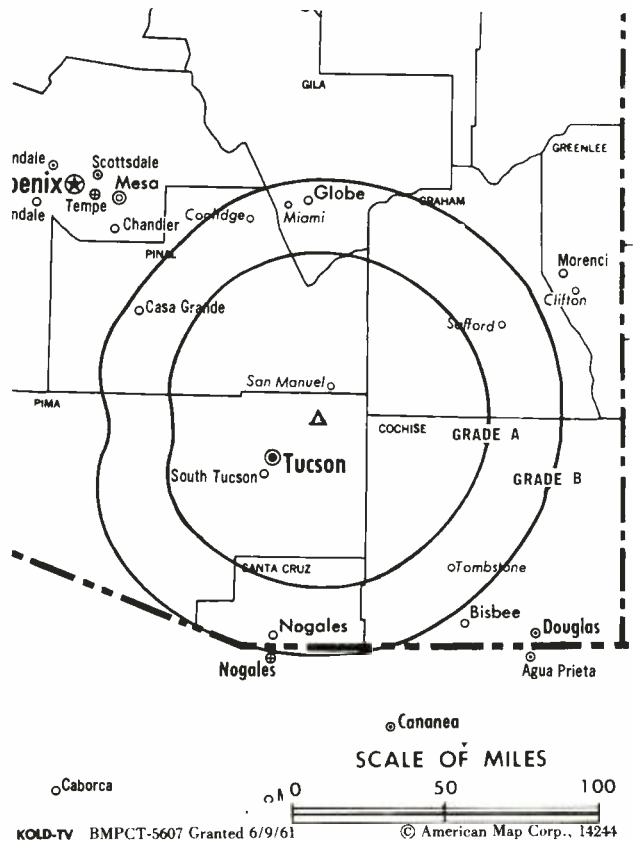 GILA
GREENLEE
ndale
Scottsdale
oenix
Mesa
Tempe
ndale
Chandler
Coolidge
Miami
Globe
GRAHAM
PINAL
Morenci
Clifton
Casa Grande
Safford
San Manuel
PIMA
COCHISE
GRADE A
Tucson
South Tucson
GRADE B
SANTA CRUZ
Tombstone
Bisbee
Nogales
Douglas
Nogales
Agua Prieta
Cananea
SCALE OF MILES
Caborca
0 50 100
KOLD-TV BMPCT-5607 Granted 6/9/61
© American Map Corp., 14244